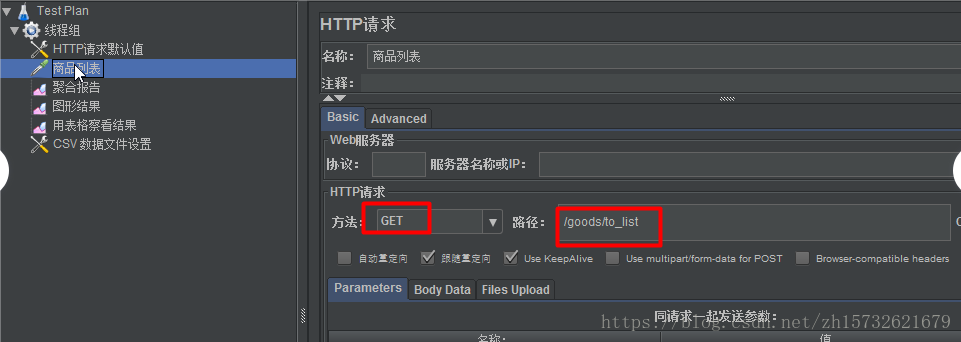 Test Plan
线程组
HTTP请求默认值
商品列表
聚合报告
图形结果
用表格察看结果
CSV 数据文件设置
HTTP请求
名称： 商品列表
注释：
Basic Advanced
Web服务器
协议： 服务器名称或IP：
HTTP请求
方法： GET 路径： /goods/to_list
自动重定向 跟随重定向 Use KeepAlive Use multipart/form-data for POST Browser-compatible headers
Parameters Body Data Files Upload
同请求一起发送参数：
名称： 值
https://blog.csdn.net/zh15732621679